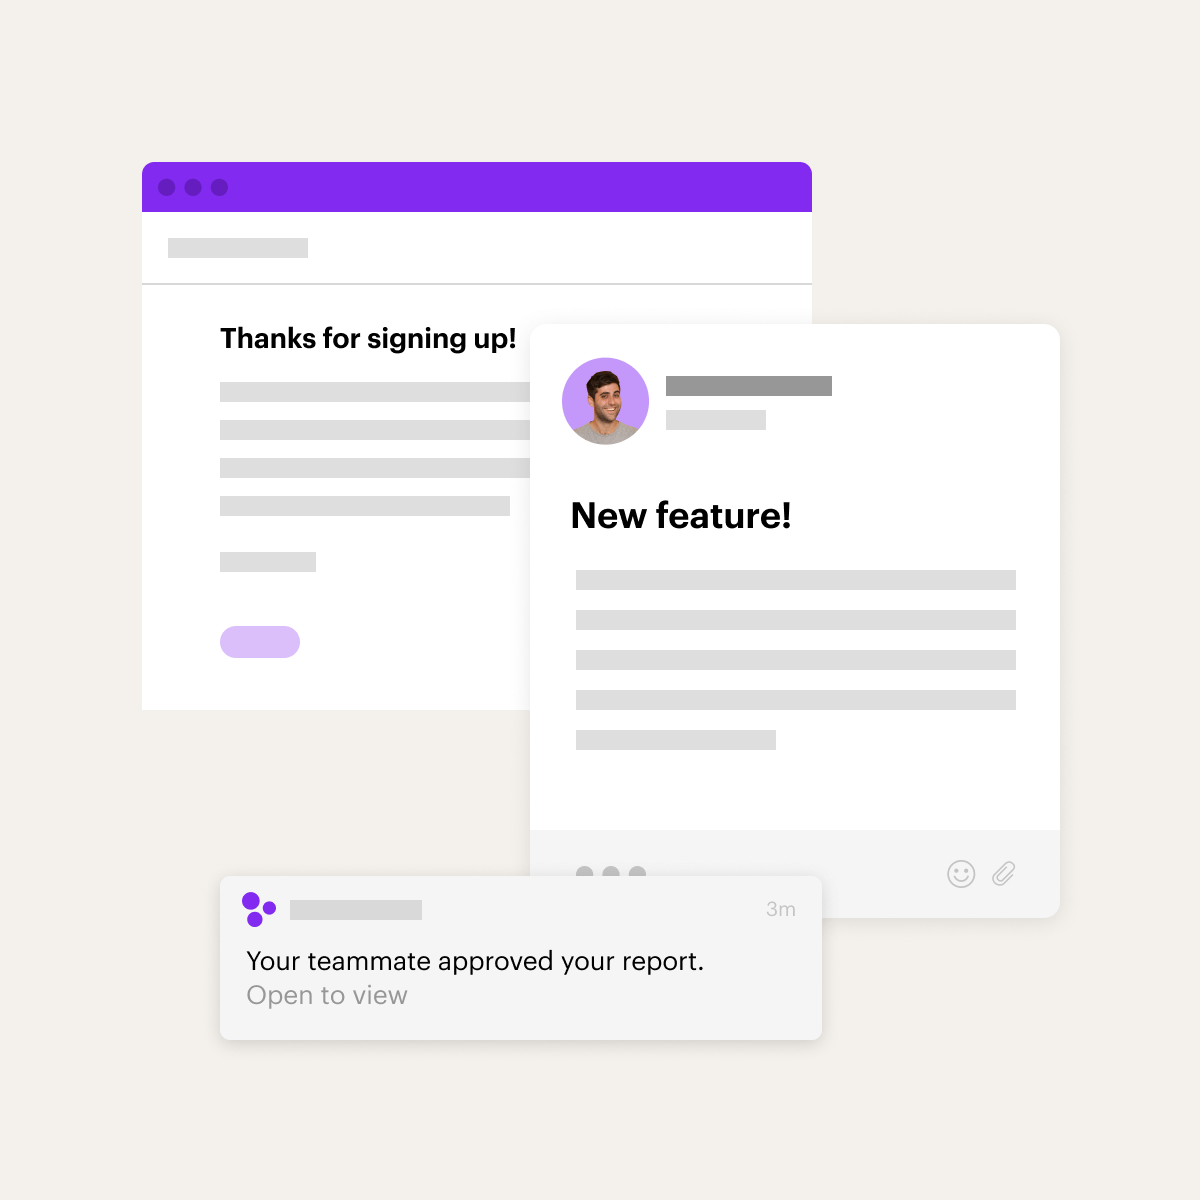 Thanks for signing up!
New feature!
3m
Your teammate approved your report.
Open to view